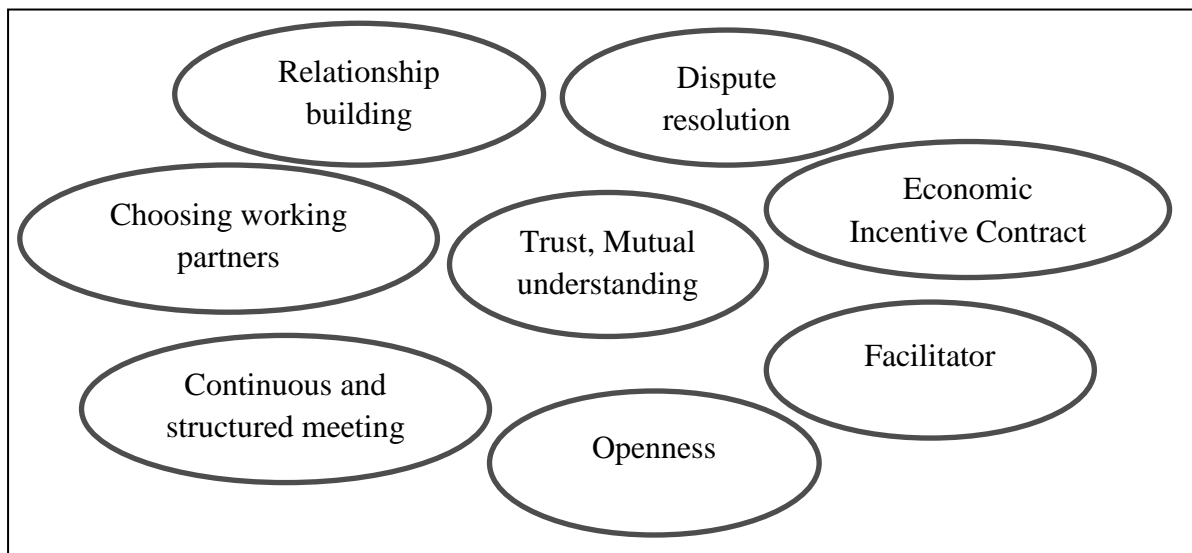 Relationship
building
Dispute
resolution
Choosing working
partners
Trust, Mutual
understanding
Economic
Incentive Contract
Continuous and
structured meeting
Openness
Facilitator